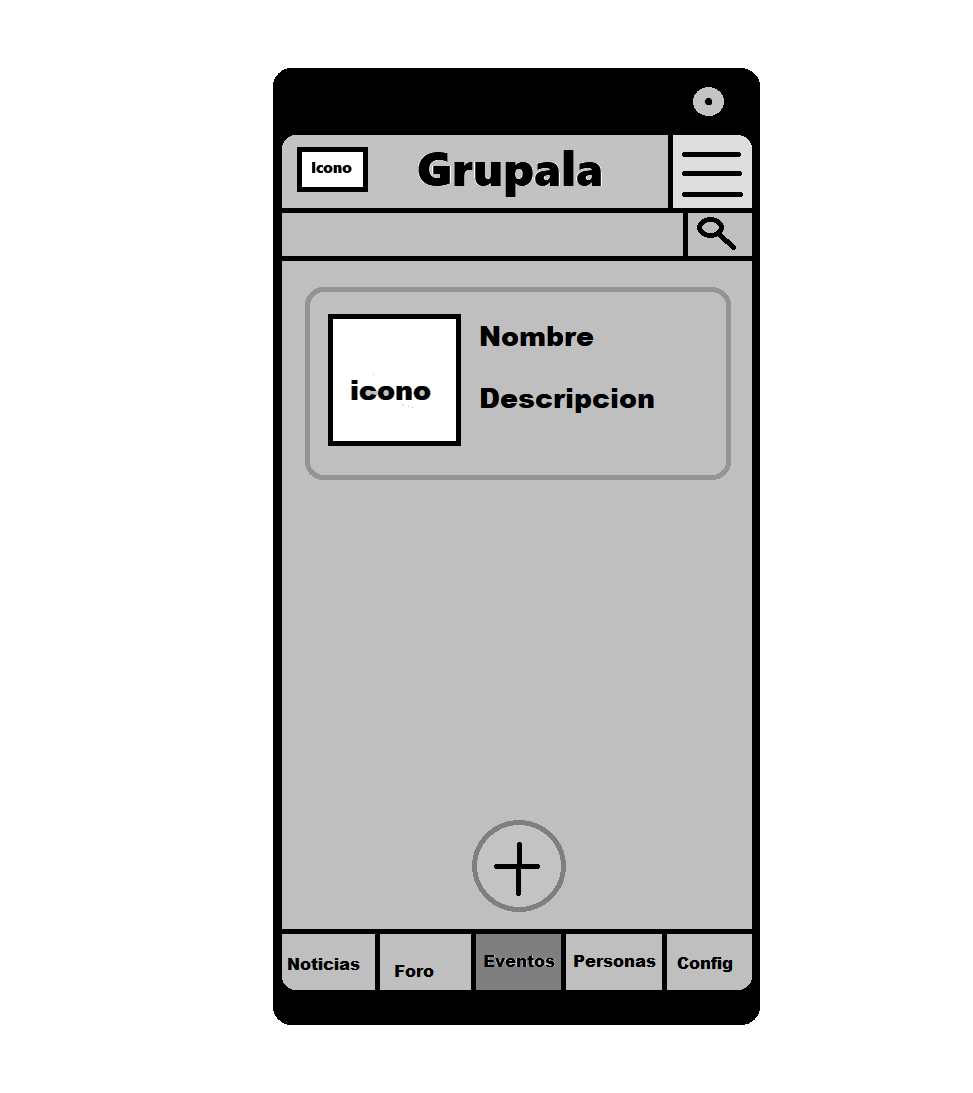 Icono
Grupala
Nombre
icono
Descripcion
Noticias
Foro
Eventos
Personas
Config